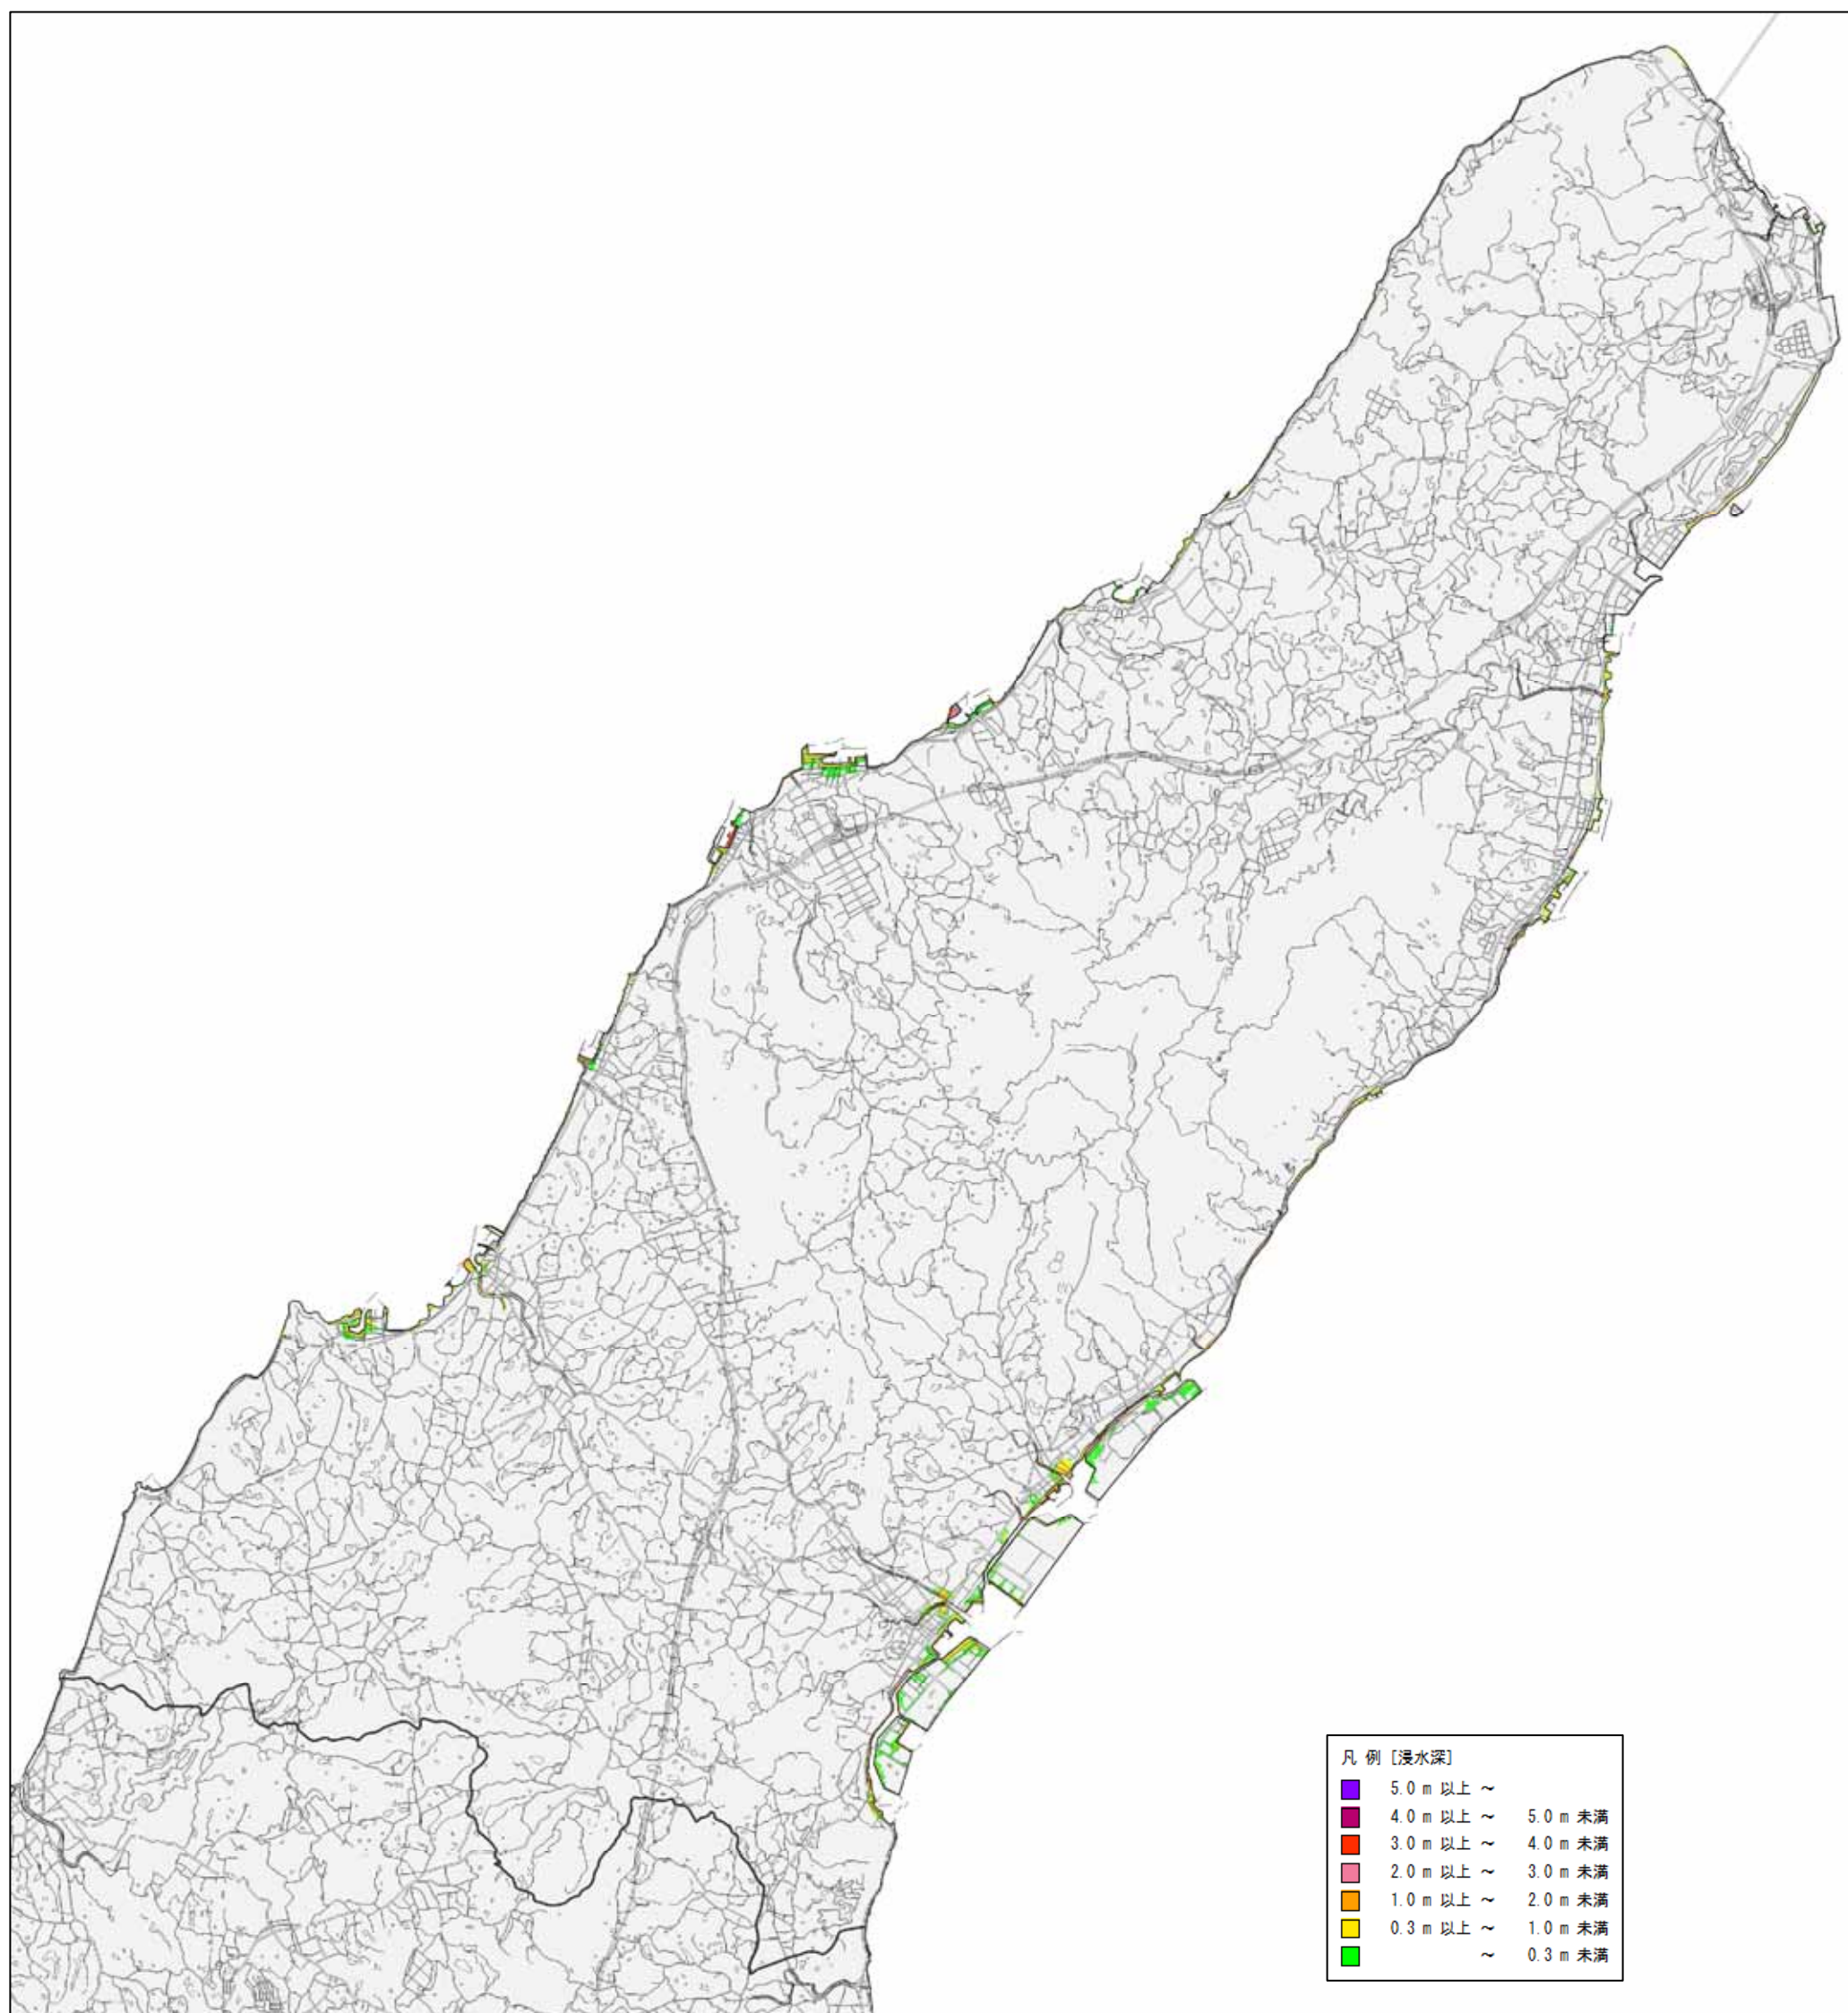 凡 例 [浸水深]
5.0 m 以上 ～
4.0 m 以上 ～ 5.0 m 未満
3.0 m 以上 ～ 4.0 m 未満
2.0 m 以上 ～ 3.0 m 未満
1.0 m 以上 ～ 2.0 m 未満
0.3 m 以上 ～ 1.0 m 未満
～ 0.3 m 未満